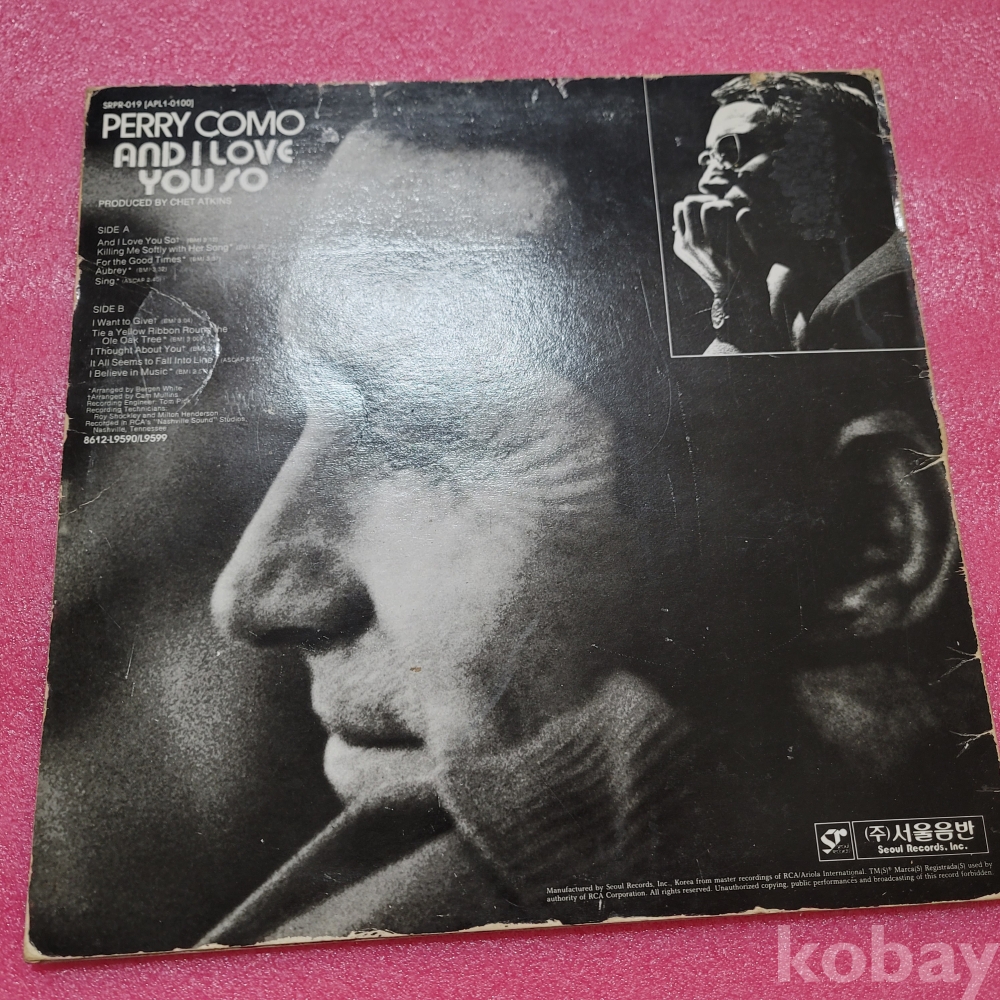 SRPR-019 [APL1-0100]
PERRY COMO
AND I LOVE
YOU SO
PRODUCED BY CHET ATKINS
SIDE A
And I Love You So†
Killing Me Softly with Her Song*
For the Good Times*
Aubrey* (BMI 2:32)
Sing* (ASCAP
SIDE B
I Want to Give†
Tie a Yellow Ribbon Round the
Ole Oak Tree*
I Thought About You†
It All Seems to Fall Into Line
I Believe in Music*
*Arranged by Bergen White
†Arranged by Cam Mullins
Recording Engineer: Tom
Recording Technicians:
Roy Shockley and Milton Henderson
Recorded in RCA's "Nashville Sound" Studios,
Nashville, Tennessee
8612-L9590/L9599
(주)서울음반
Seoul Records, Inc.
Manufactured by Seoul Records, Inc., Korea from master recordings of RCA/Ariola International. TM(S)® Marca(S) Registrada(S) used by
authority of RCA Corporation. All rights reserved. Unauthorized copying, public performances and broadcasting of this record forbidden.
kobay